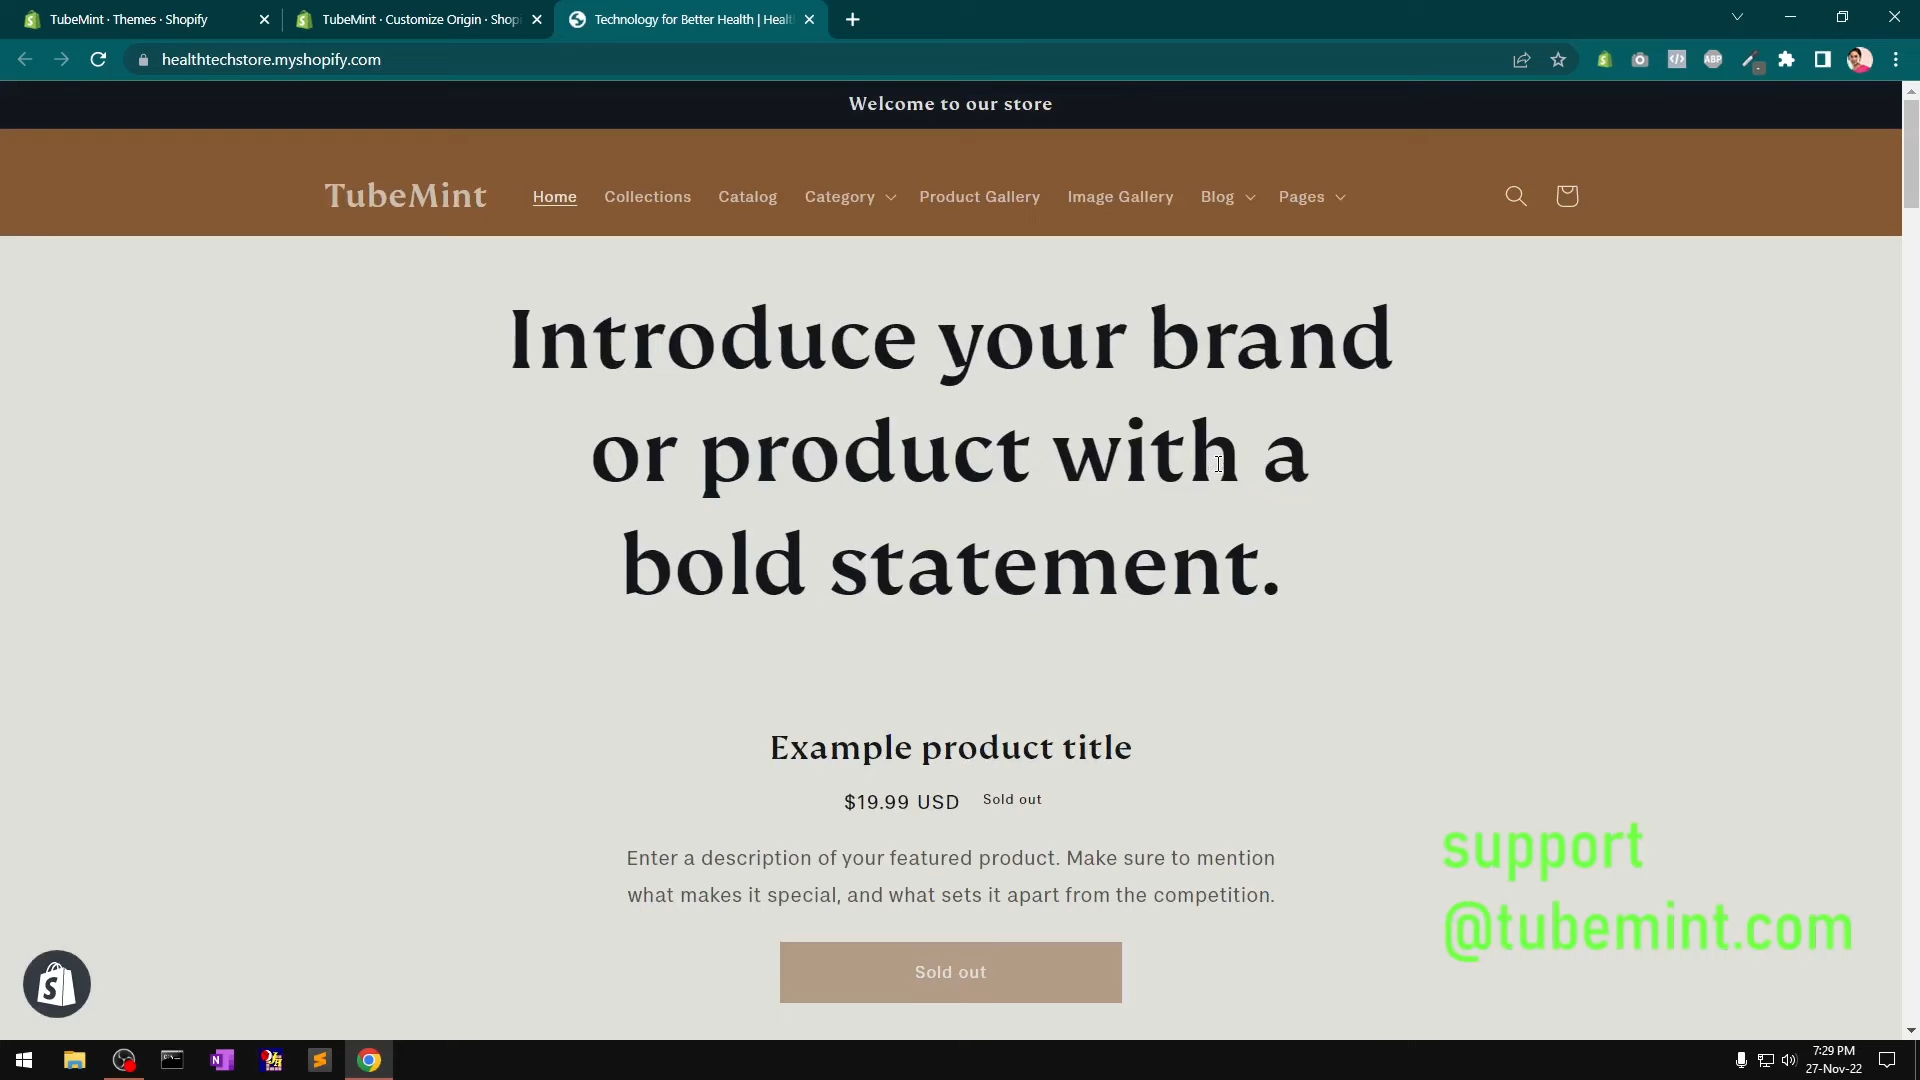 TubeMint · Themes · Shopify
TubeMint · Customize Origin · Shopi
Technology for Better Health | Healt
healthtechstore.myshopify.com
ABP
Welcome to our store
TubeMint
Home
Collections
Catalog
Category
Product Gallery
Image Gallery
Blog
Pages
Introduce your brand
or product with a
bold statement.
Example product title
$19.99 USD
Sold out
Enter a description of your featured product. Make sure to mention
what makes it special, and what sets it apart from the competition.
Sold out
support
@tubemint.com
7:29 PM
27-Nov-22